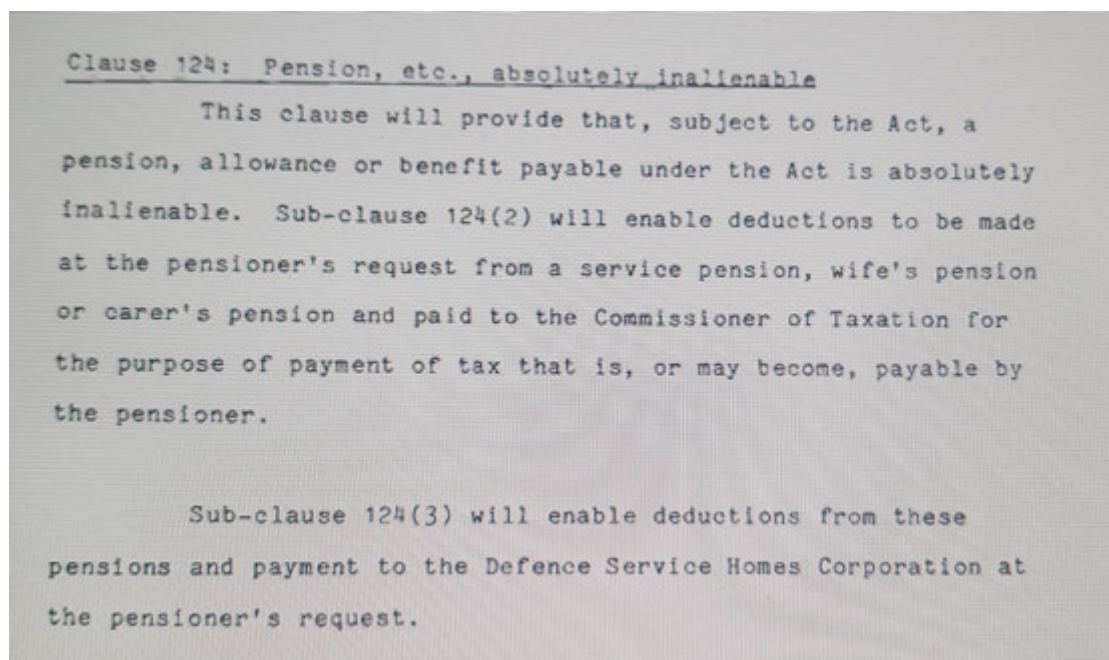 Clause 124: Pension, etc., absolutely inalienable
This clause will provide that, subject to the Act, a
pension, allowance or benefit payable under the Act is absolutely
inalienable. Sub-clause 124(2) will enable deductions to be made
at the pensioner's request from a service pension, wife's pension
or carer's pension and paid to the Commissioner of Taxation for
the purpose of payment of tax that is, or may become, payable by
the pensioner.
Sub-clause 124(3) will enable deductions from these
pensions and payment to the Defence Service Homes Corporation at
the pensioner's request.